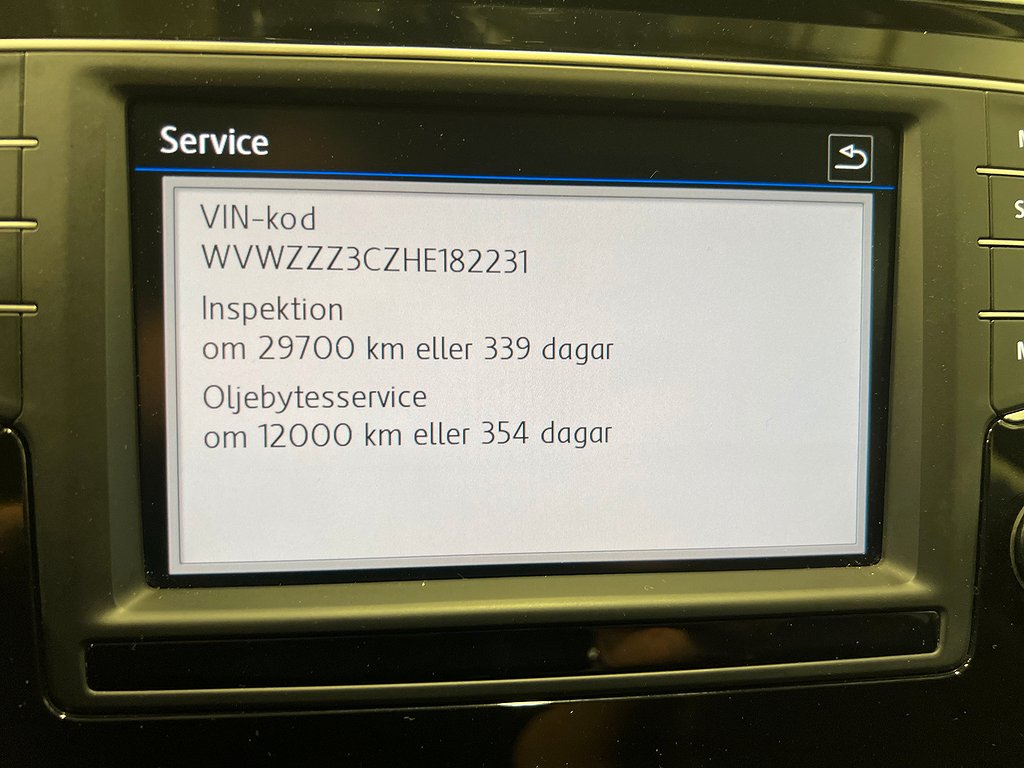 Service
VIN-kod
WVWZZZ3CZHE182231
Inspektion
om 29700 km eller 339 dagar
Oljebytesservice
om 12000 km eller 354 dagar